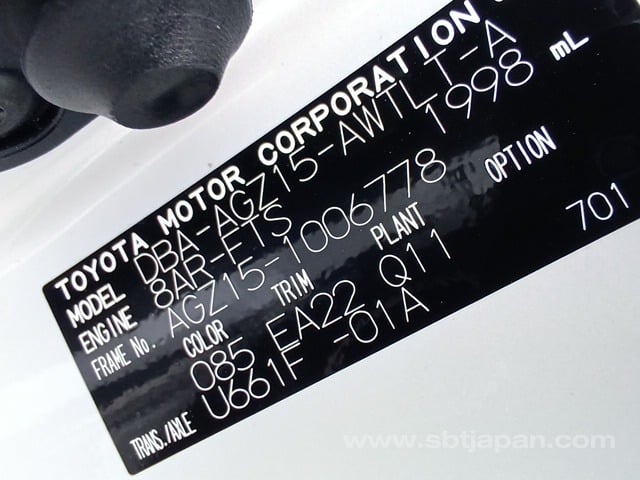 TOYOTA MOTOR CORPORATION
MODEL DBA-AGZ15-AWTLT-A
ENGINE 8AR-FTS 1998 mL
FRAME No. AGZ15-1006778
COLOR TRIM PLANT OPTION
085 EA22 Q11 701
TRANS./AXLE U661F -01A
www.sbtjapan.com